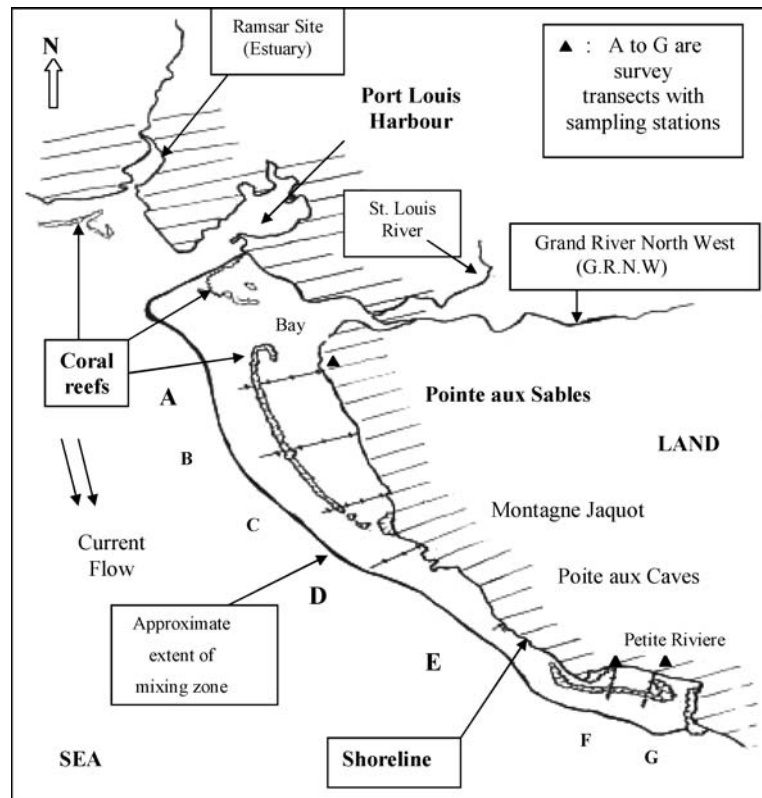 Ramsar Site
(Estuary)
N
▲ : A to G are
survey
transects with
sampling stations
Port Louis
Harbour
St. Louis
River
Grand River North West
(G.R.N.W)
Bay
Coral
reefs
A
Pointe aux Sables
LAND
B
C
Montagne Jaquot
Current
Flow
D
Poite aux Caves
Approximate
extent of
mixing zone
E
Petite Riviere
F
G
SEA
Shoreline